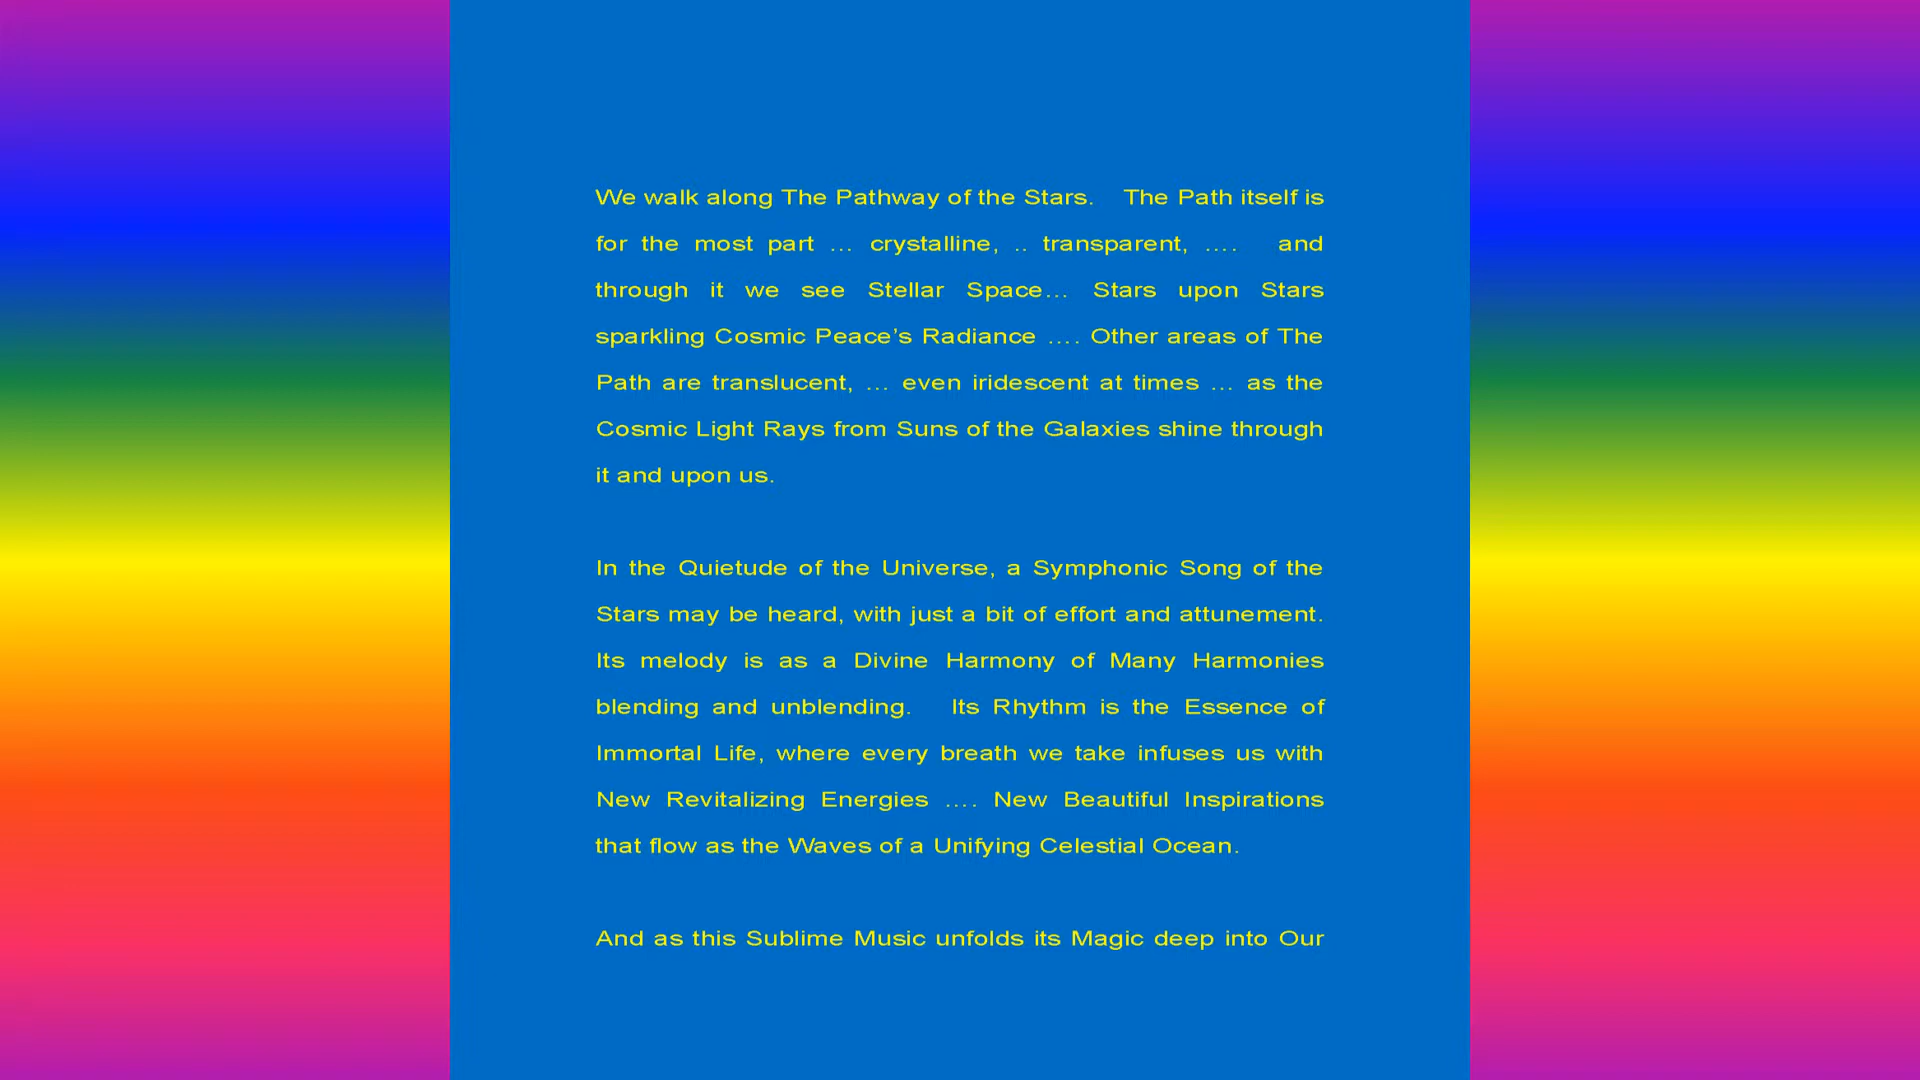 We walk along The Pathway of the Stars.   The Path itself is
for the most part ... crystalline, .. transparent, ....   and
through it we see Stellar Space... Stars upon Stars
sparkling Cosmic Peace’s Radiance .... Other areas of The
Path are translucent, ... even iridescent at times ... as the
Cosmic Light Rays from Suns of the Galaxies shine through
it and upon us.
In the Quietude of the Universe, a Symphonic Song of the
Stars may be heard, with just a bit of effort and attunement.
Its melody is as a Divine Harmony of Many Harmonies
blending and unblending.   Its Rhythm is the Essence of
Immortal Life, where every breath we take infuses us with
New Revitalizing Energies .... New Beautiful Inspirations
that flow as the Waves of a Unifying Celestial Ocean.
And as this Sublime Music unfolds its Magic deep into Our